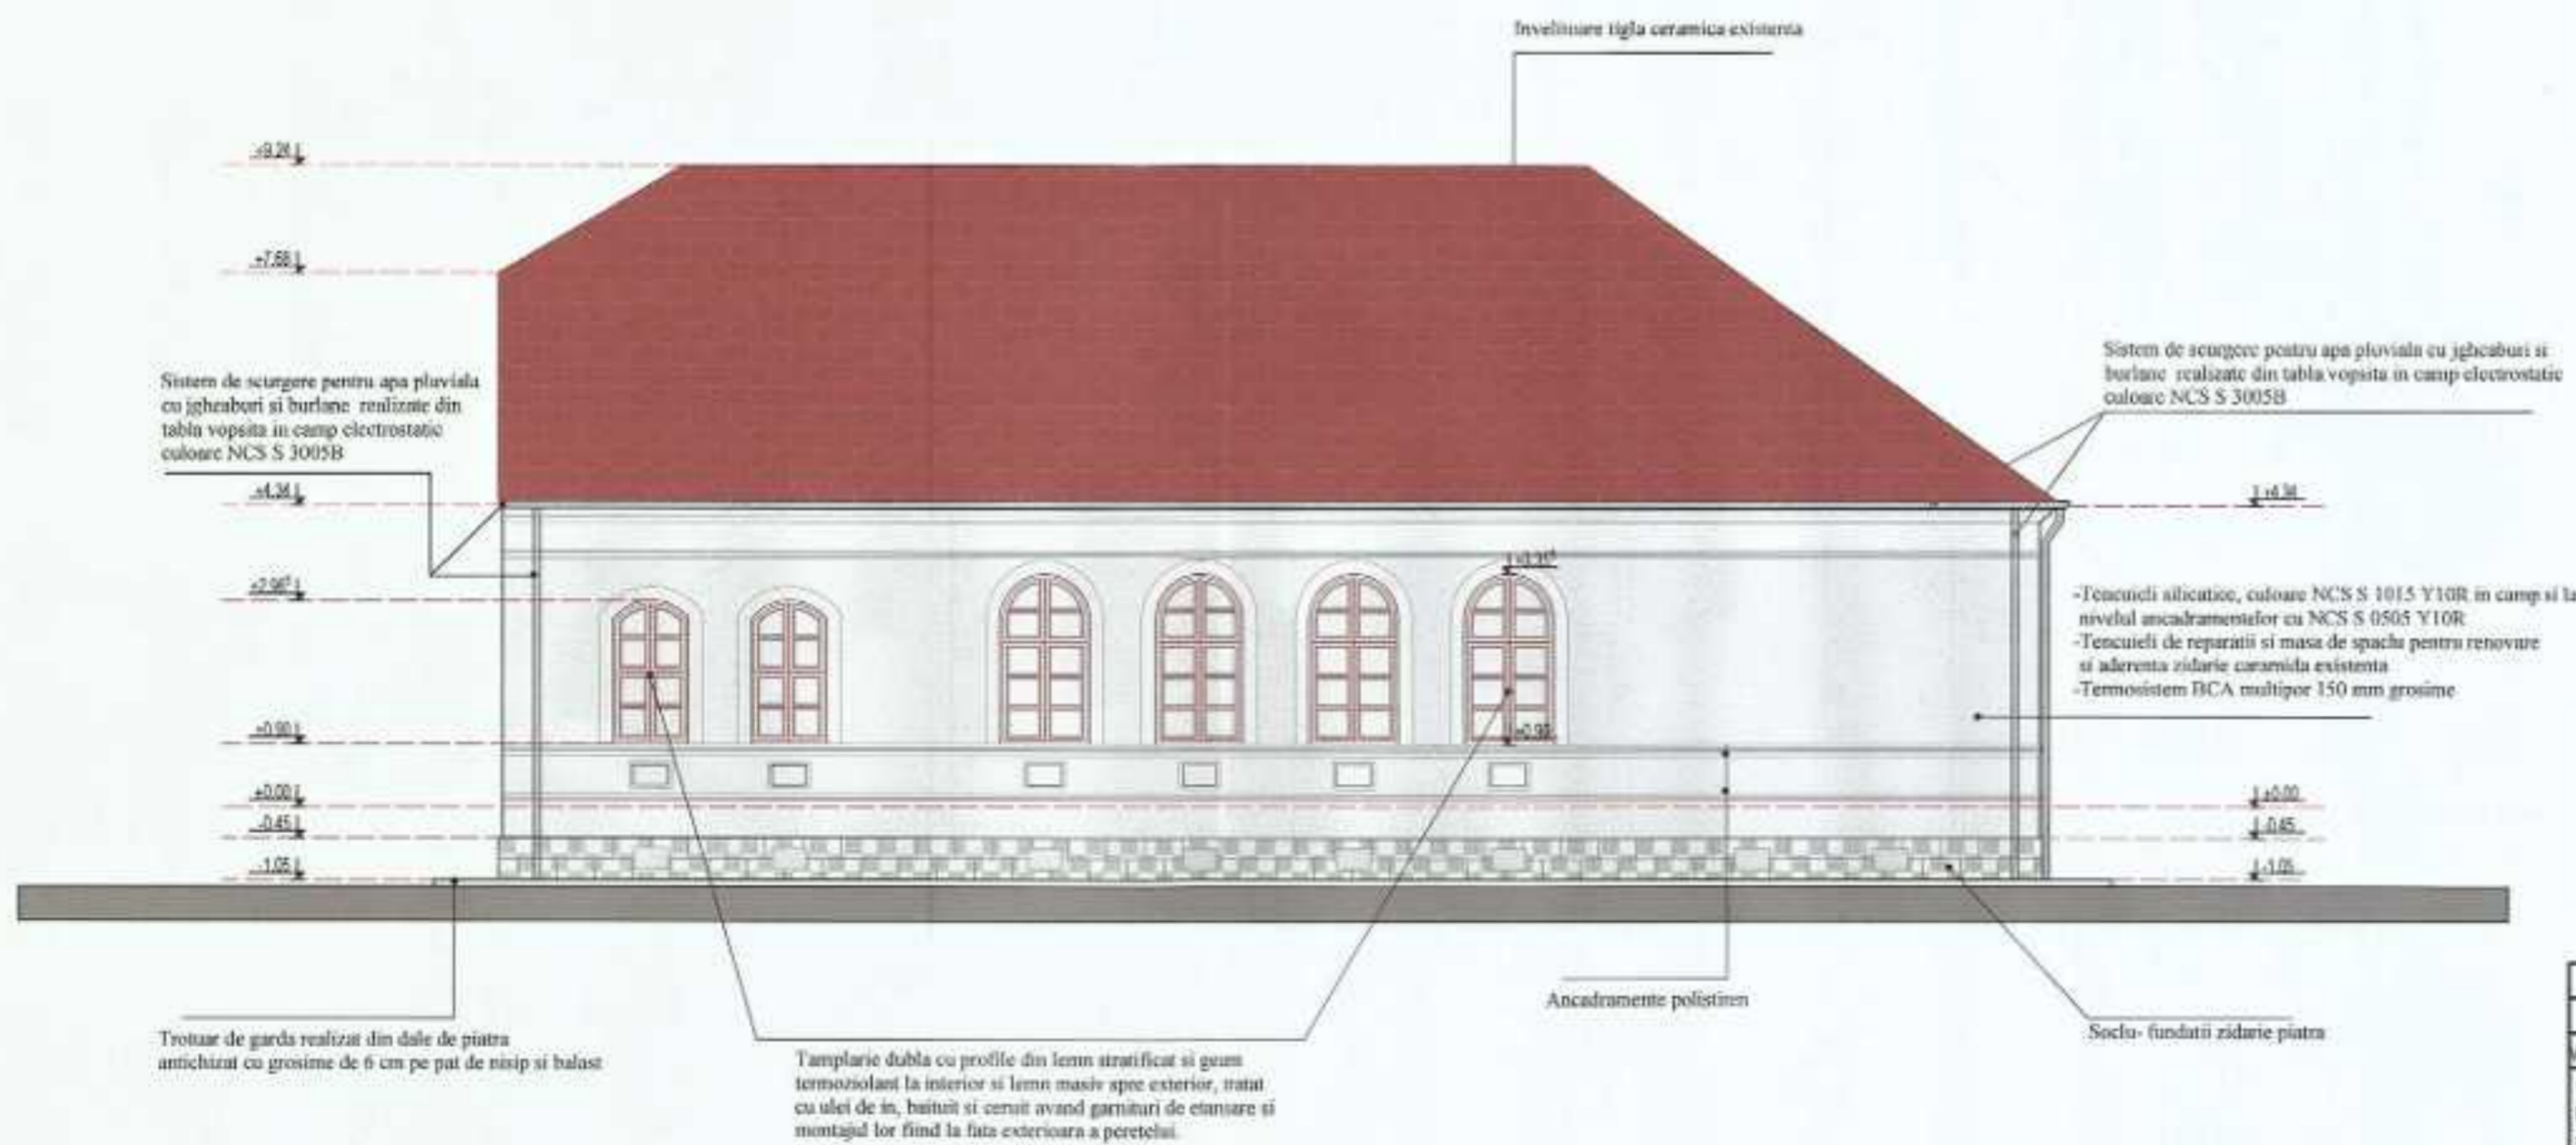 Invelitoare tigla ceramica existenta
+9.24
+7.68
Sistem de scurgere pentru apa pluviala
cu jgheaburi si burlane realizate din
tabla vopsita in camp electrostatic
culoare NCS S 3005B
Sistem de scurgere pentru apa pluviala cu jgheaburi si
burlane realizate din tabla vopsita in camp electrostatic
culoare NCS S 3005B
+4.34
+4.34
+2.98⁵
+3.35⁵
-Tencuieli silicatice, culoare NCS S 1015 Y10R in camp si la
nivelul ancadramentelor cu NCS S 0505 Y10R
-Tencuieli de reparatii si masa de spaclu pentru renovare
si aderenta zidarie caramida existenta
-Termosistem BCA multipor 150 mm grosime
+0.90
+0.90
±0.00
±0.00
-0.45
-0.45
-1.05
-1.05
Ancadramente polistiren
Soclu- fundatii zidarie piatra
Trotuar de garda realizat din dale de piatra
antichizat cu grosime de 6 cm pe pat de nisip si balast
Tamplarie dubla cu profile din lemn stratificat si geam
termoziolant la interior si lemn masiv spre exterior, tratat
cu ulei de in, baituit si ceruit avand garnituri de etansare si
montajul lor fiind la fata exterioara a peretelui.